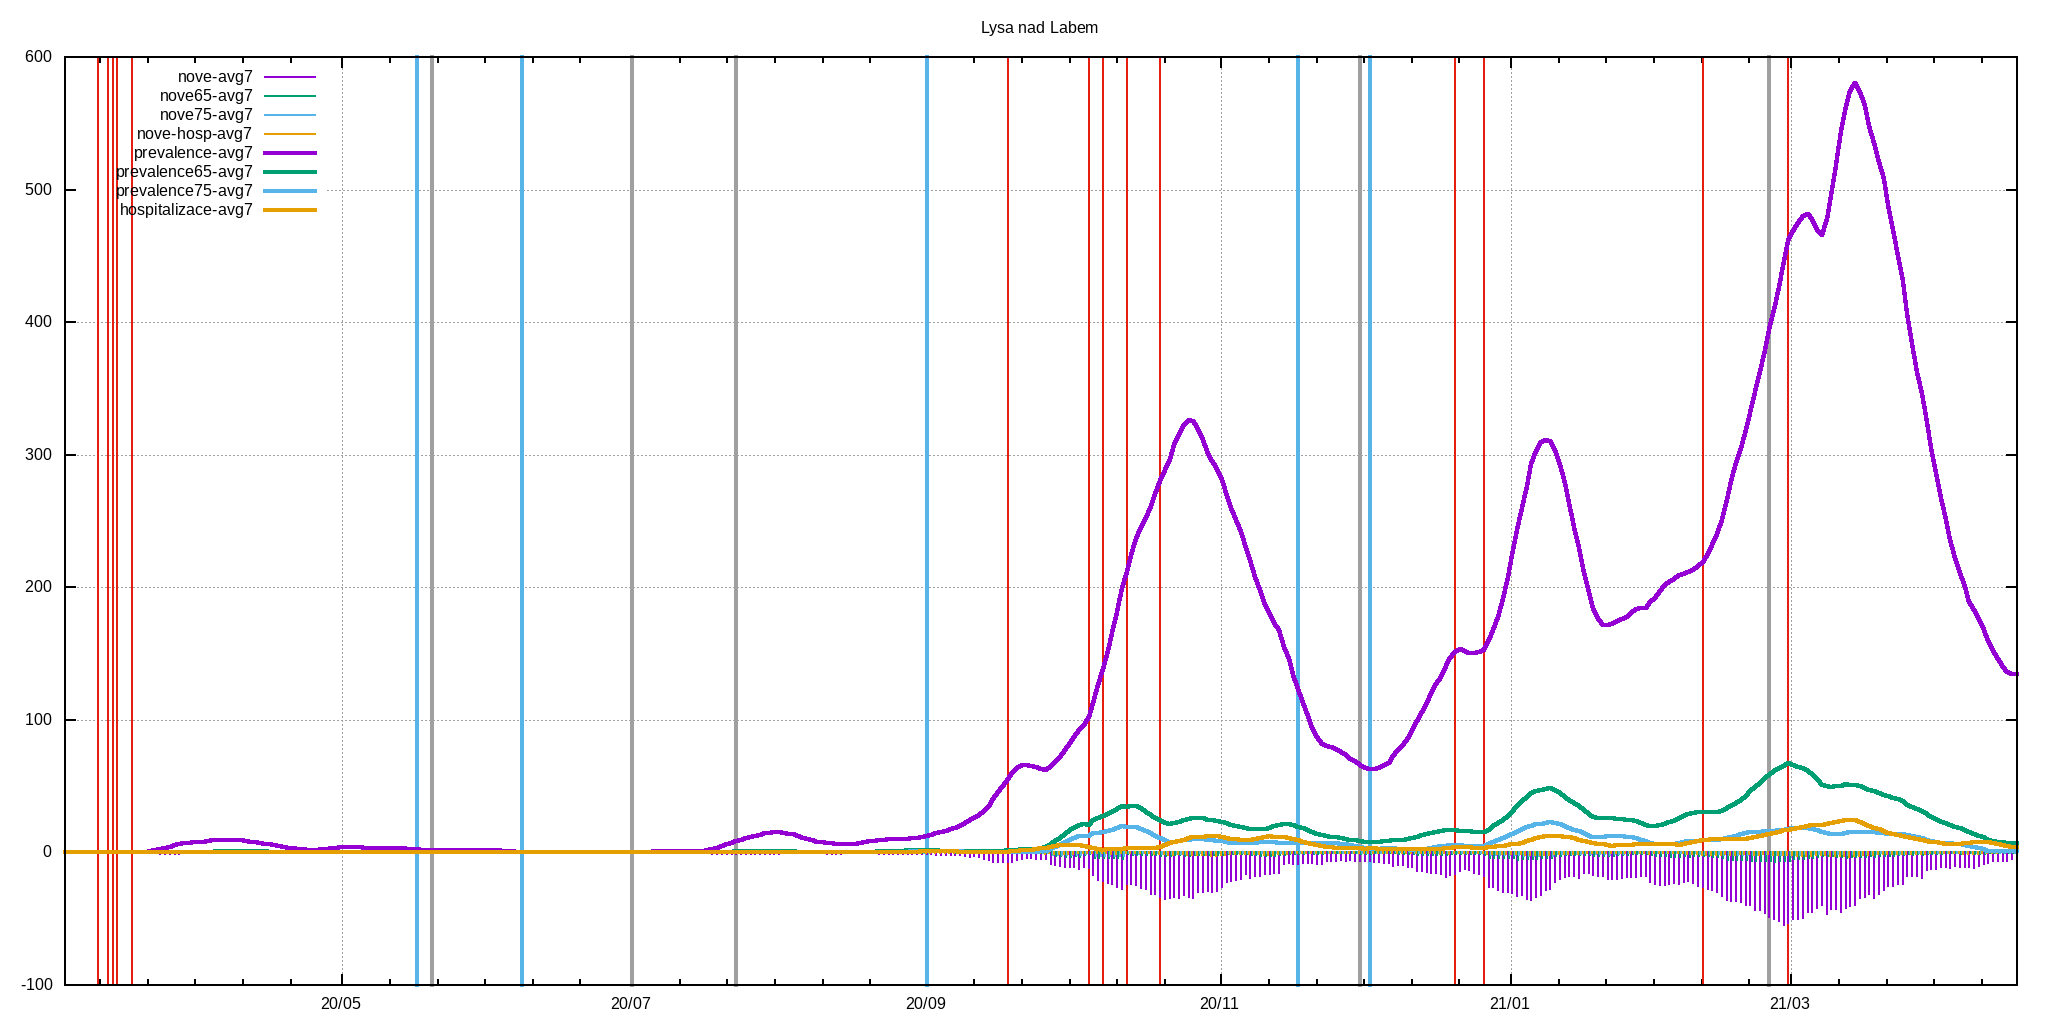 Lysa nad Labem
600
500
400
300
200
100
0
-100
nove-avg7
nove65-avg7
nove75-avg7
nove-hosp-avg7
prevalence-avg7
prevalence65-avg7
prevalence75-avg7
hospitalizace-avg7
20/05
20/07
20/09
20/11
21/01
21/03